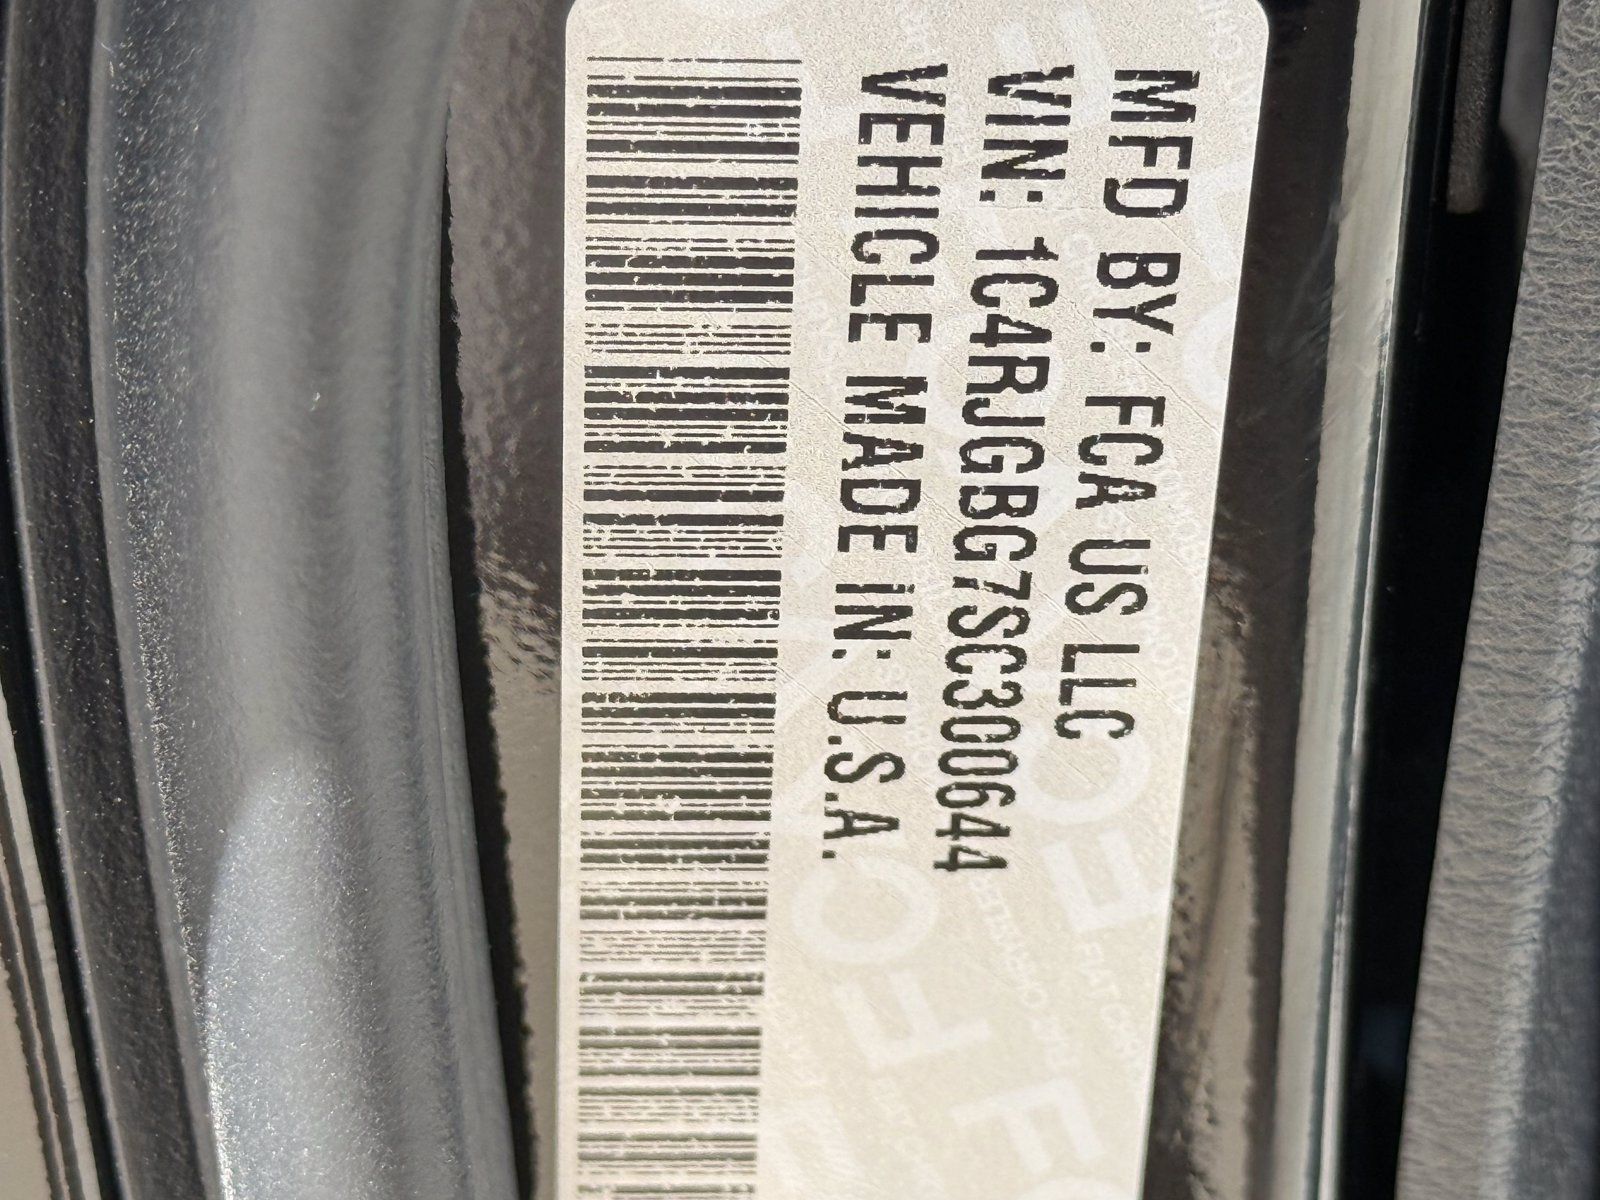 MFD BY: FCA US LLC
VIN: 1C4RJGBG7SC300644
VEHICLE MADE IN: U.S.A.